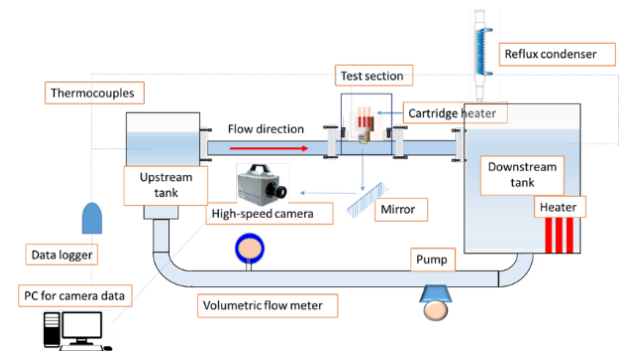 Reflux condenser
Test section
Thermocouples
Cartridge heater
Flow direction
Upstream
tank
Downstream
tank
Heater
High-speed camera
Mirror
Data logger
Pump
PC for camera data
Volumetric flow meter